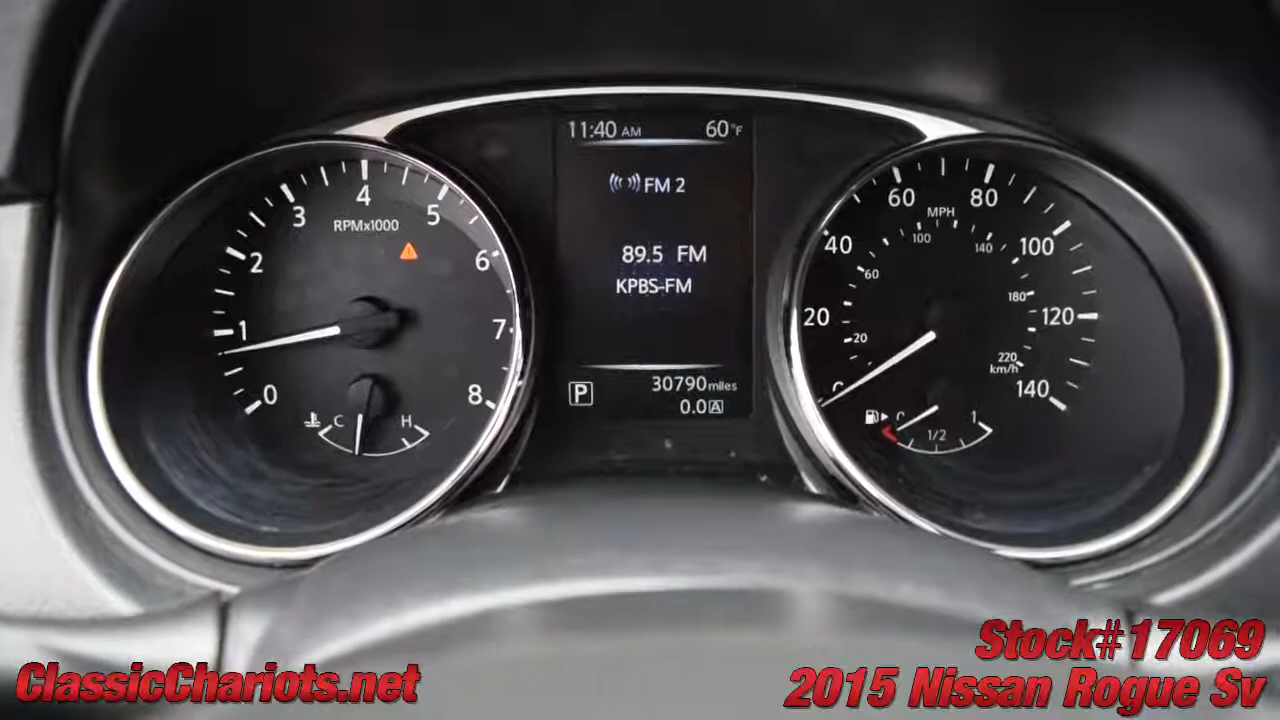 11:40 AM 60°F
FM 2
89.5 FM
KPBS-FM
P 30790 miles
0.0 A
0 1 2 3 4 5 6 7 8
RPMx1000
C H
20 40 60 80 100 120 140
MPH
20 60 100 140 180 220
km/h
1/2 1
Stock#17069
ClassicChariots.net
2015 Nissan Rogue Sv